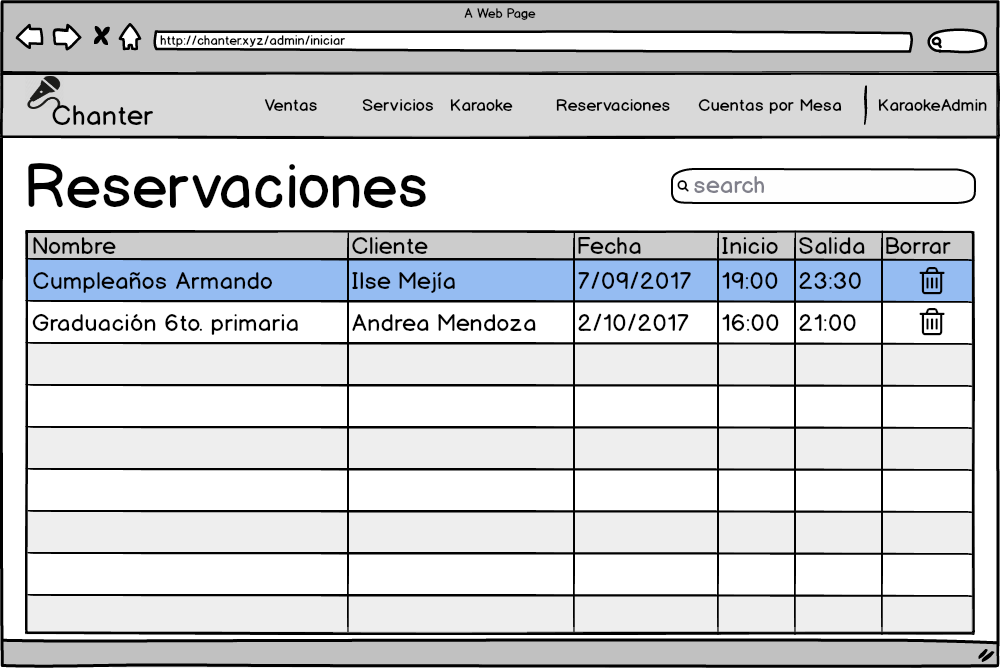 A Web Page
http://chanter.xyz/admin/iniciar
Chanter Ventas Servicios Karaoke Reservaciones Cuentas por Mesa KaraokeAdmin
Reservaciones search
Nombre Cliente Fecha Inicio Salida Borrar
Cumpleaños Armando Ilse Mejía 7/09/2017 19:00 23:30
Graduación 6to. primaria Andrea Mendoza 2/10/2017 16:00 21:00